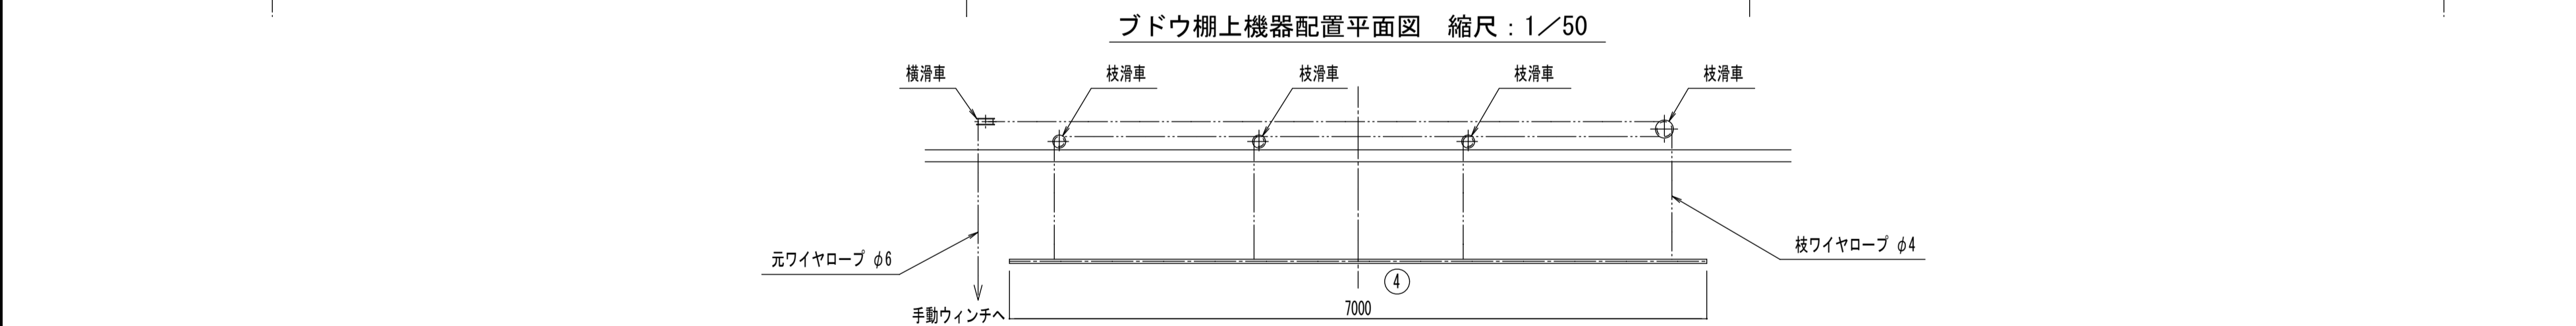 ブドウ棚上機器配置平面図　縮尺：1／50
横滑車
枝滑車
枝滑車
枝滑車
枝滑車
元ワイヤロープ φ6
枝ワイヤロープ φ4
④
7000
手動ウィンチへ